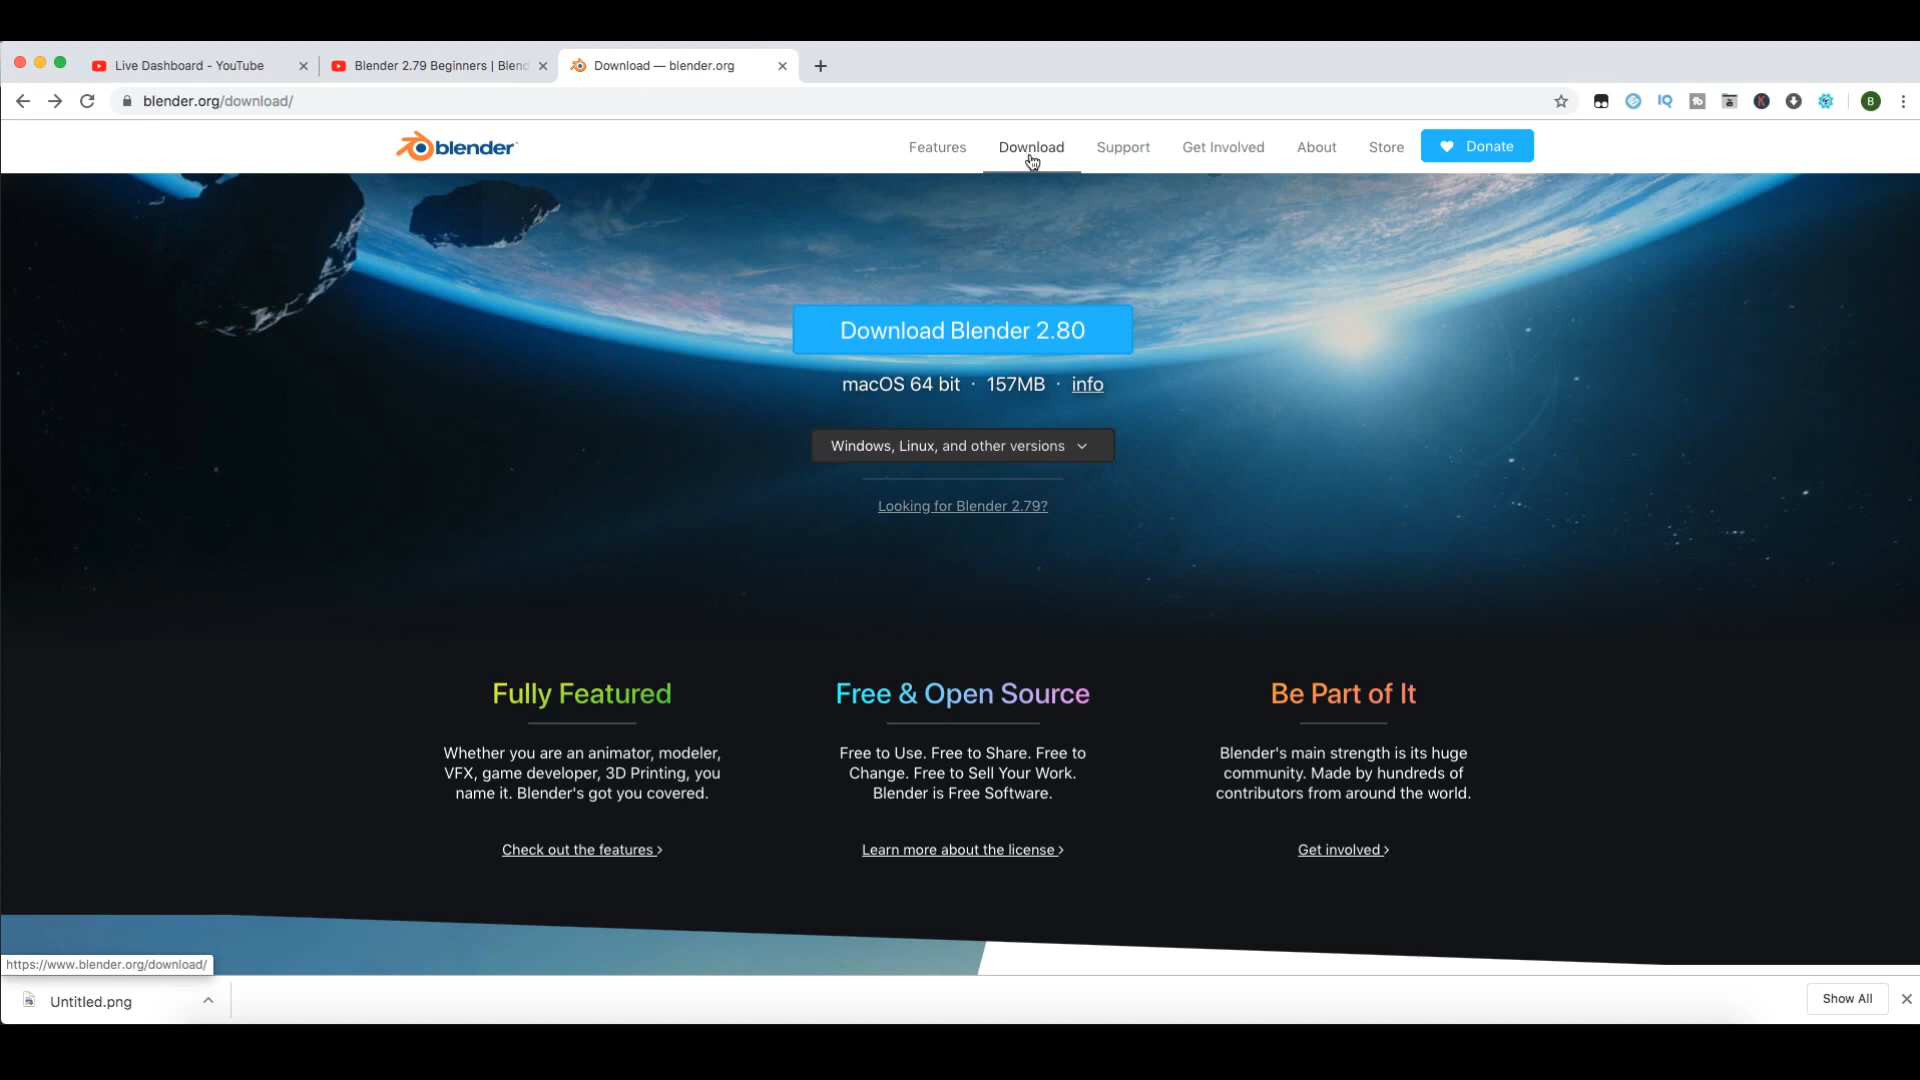 Live Dashboard - YouTube
Blender 2.79 Beginners | Blend
Download — blender.org
blender.org/download/
IQ
tb
K
B
blender
Features
Download
Support
Get Involved
About
Store
Donate
Download Blender 2.80
macOS 64 bit · 157MB · info
Windows, Linux, and other versions
Looking for Blender 2.79?
Fully Featured
Whether you are an animator, modeler,
VFX, game developer, 3D Printing, you
name it. Blender's got you covered.
Check out the features
Free & Open Source
Free to Use. Free to Share. Free to
Change. Free to Sell Your Work.
Blender is Free Software.
Learn more about the license
Be Part of It
Blender's main strength is its huge
community. Made by hundreds of
contributors from around the world.
Get involved
https://www.blender.org/download/
Untitled.png
Show All